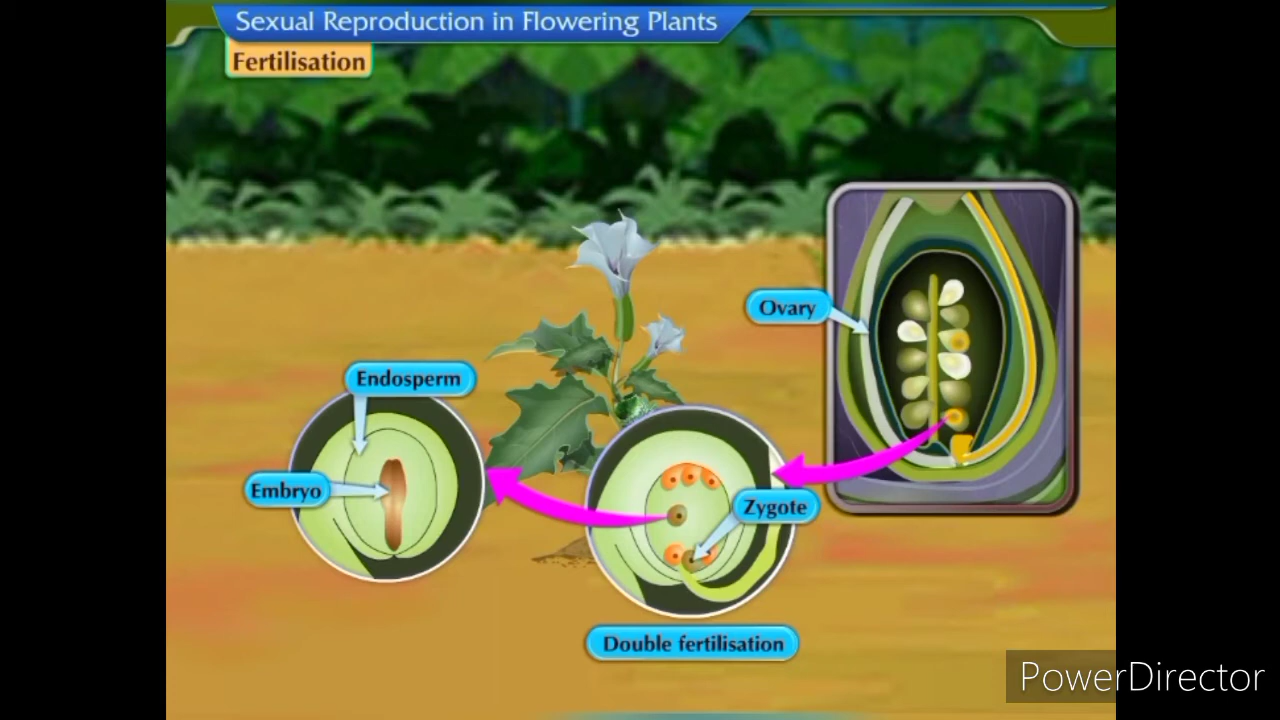 Sexual Reproduction in Flowering Plants
Fertilisation
Ovary
Endosperm
Embryo
Zygote
Double fertilisation
PowerDirector